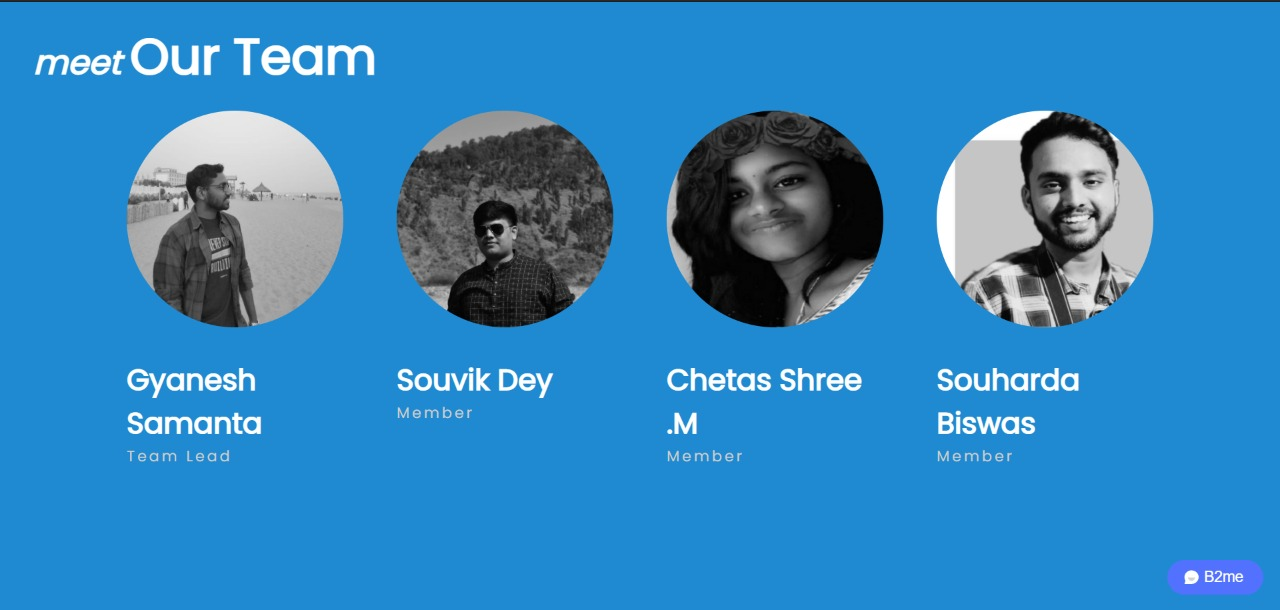 meet Our Team
Gyanesh
Samanta
Team Lead
Souvik Dey
Member
Chetas Shree
.M
Member
Souharda
Biswas
Member
B2me